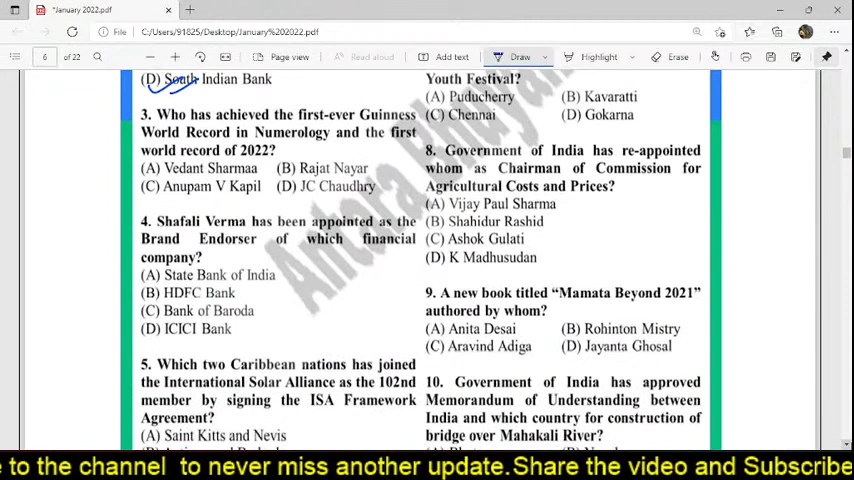 *January 2022.pdf
File
C:/Users/91825/Desktop/January%202022.pdf
6
of 22
Page view
Read aloud
Add text
Draw
Highlight
Erase
(D) South Indian Bank
3. Who has achieved the first-ever Guinness
World Record in Numerology and the first
world record of 2022?
(A) Vedant Sharmaa (B) Rajat Nayar
(C) Anupam V Kapil (D) JC Chaudhry
4. Shafali Verma has been appointed as the
Brand Endorser of which financial
company?
(A) State Bank of India
(B) HDFC Bank
(C) Bank of Baroda
(D) ICICI Bank
5. Which two Caribbean nations has joined
the International Solar Alliance as the 102nd
member by signing the ISA Framework
Agreement?
(A) Saint Kitts and Nevis
Youth Festival?
(A) Puducherry (B) Kavaratti
(C) Chennai (D) Gokarna
8. Government of India has re-appointed
whom as Chairman of Commission for
Agricultural Costs and Prices?
(A) Vijay Paul Sharma
(B) Shahidur Rashid
(C) Ashok Gulati
(D) K Madhusudan
9. A new book titled “Mamata Beyond 2021”
authored by whom?
(A) Anita Desai (B) Rohinton Mistry
(C) Aravind Adiga (D) Jayanta Ghosal
10. Government of India has approved
Memorandum of Understanding between
India and which country for construction of
bridge over Mahakali River?
Antara Bhuyan
e to the channel to never miss another update.Share the video and Subscribe